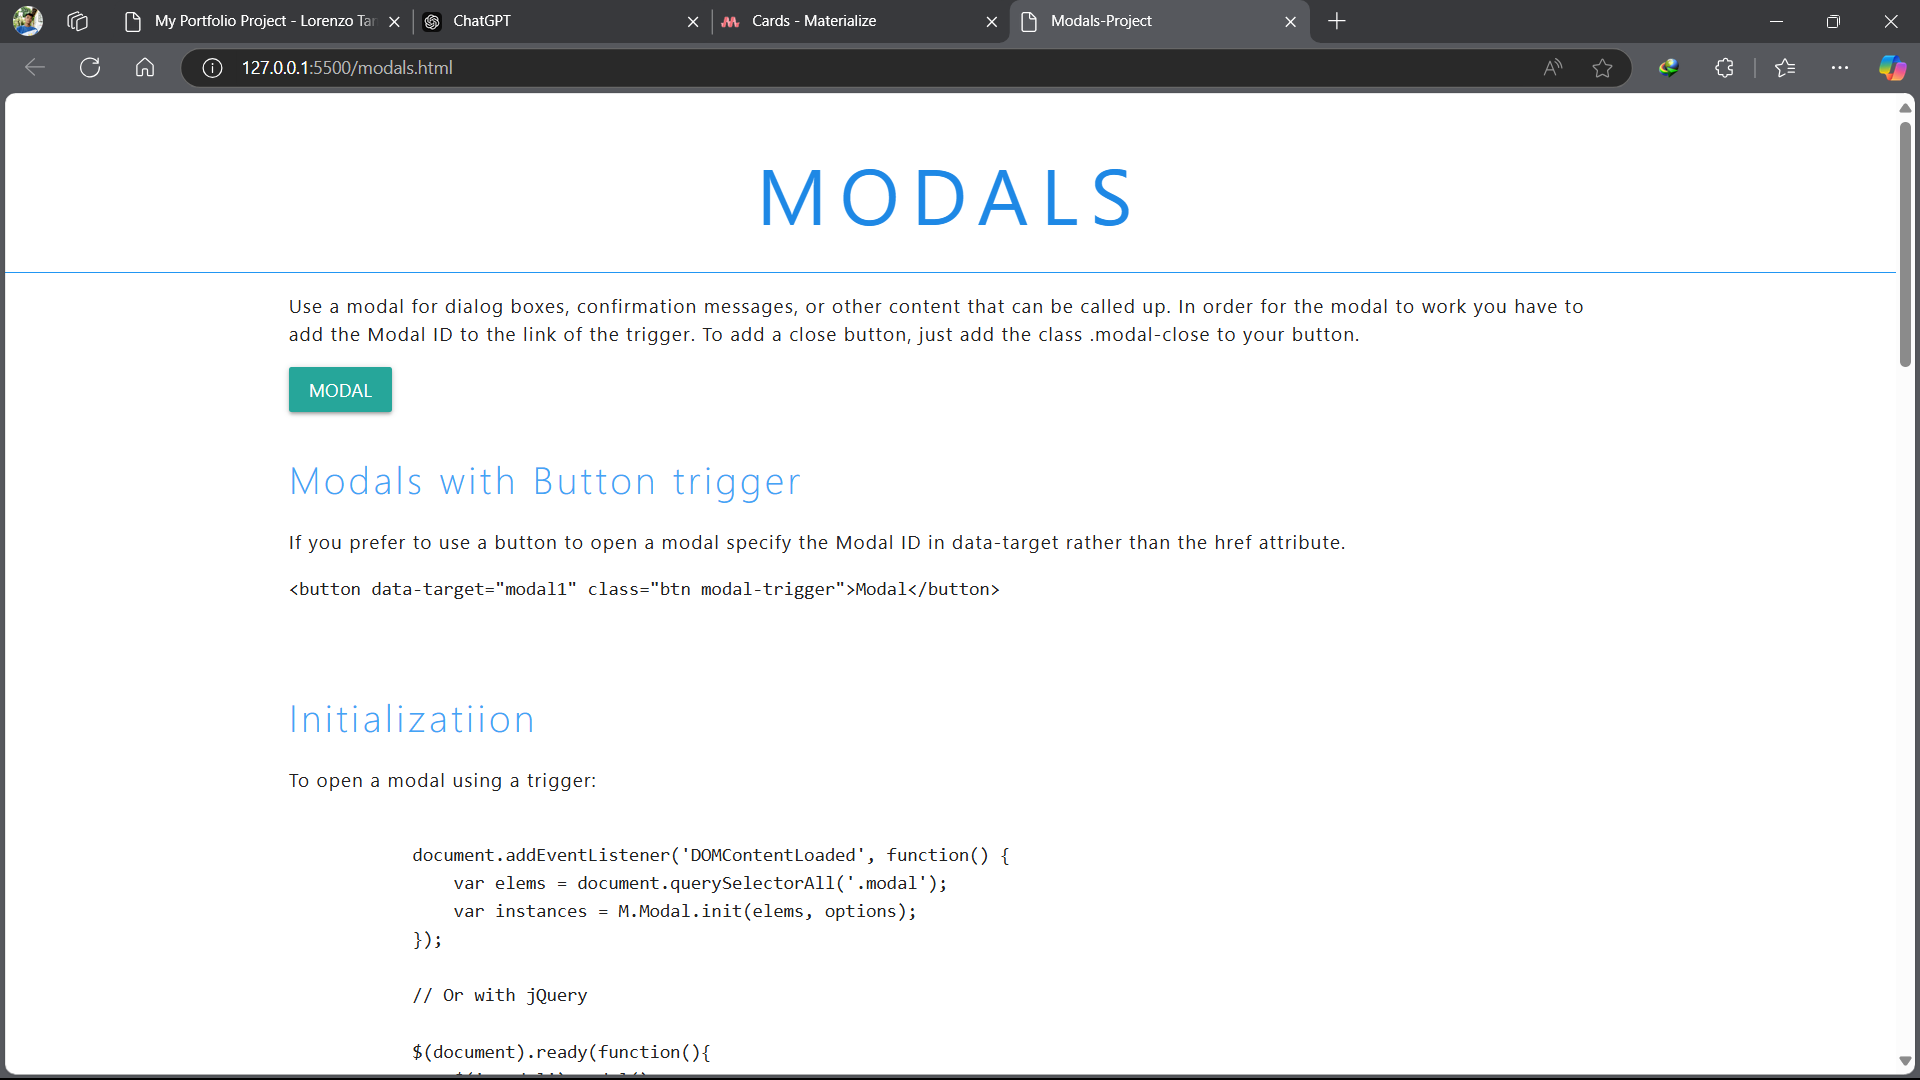 My Portfolio Project - Lorenzo Tar
ChatGPT
Cards - Materialize
Modals-Project
127.0.0.1:5500/modals.html
MODALS
Use a modal for dialog boxes, confirmation messages, or other content that can be called up. In order for the modal to work you have to
add the Modal ID to the link of the trigger. To add a close button, just add the class .modal-close to your button.
MODAL
Modals with Button trigger
If you prefer to use a button to open a modal specify the Modal ID in data-target rather than the href attribute.
<button data-target="modal1" class="btn modal-trigger">Modal</button>
Initializatiion
To open a modal using a trigger:
document.addEventListener('DOMContentLoaded', function() {
    var elems = document.querySelectorAll('.modal');
    var instances = M.Modal.init(elems, options);
});
// Or with jQuery
$(document).ready(function(){